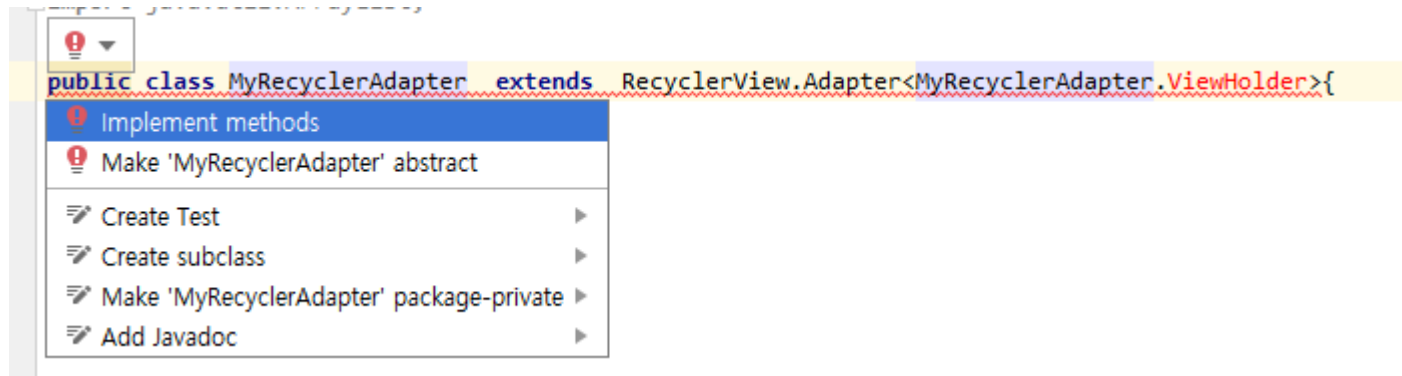 public class MyRecyclerAdapter extends RecyclerView.Adapter<MyRecyclerAdapter.ViewHolder>{
Implement methods
Make 'MyRecyclerAdapter' abstract
Create Test
Create subclass
Make 'MyRecyclerAdapter' package-private
Add Javadoc